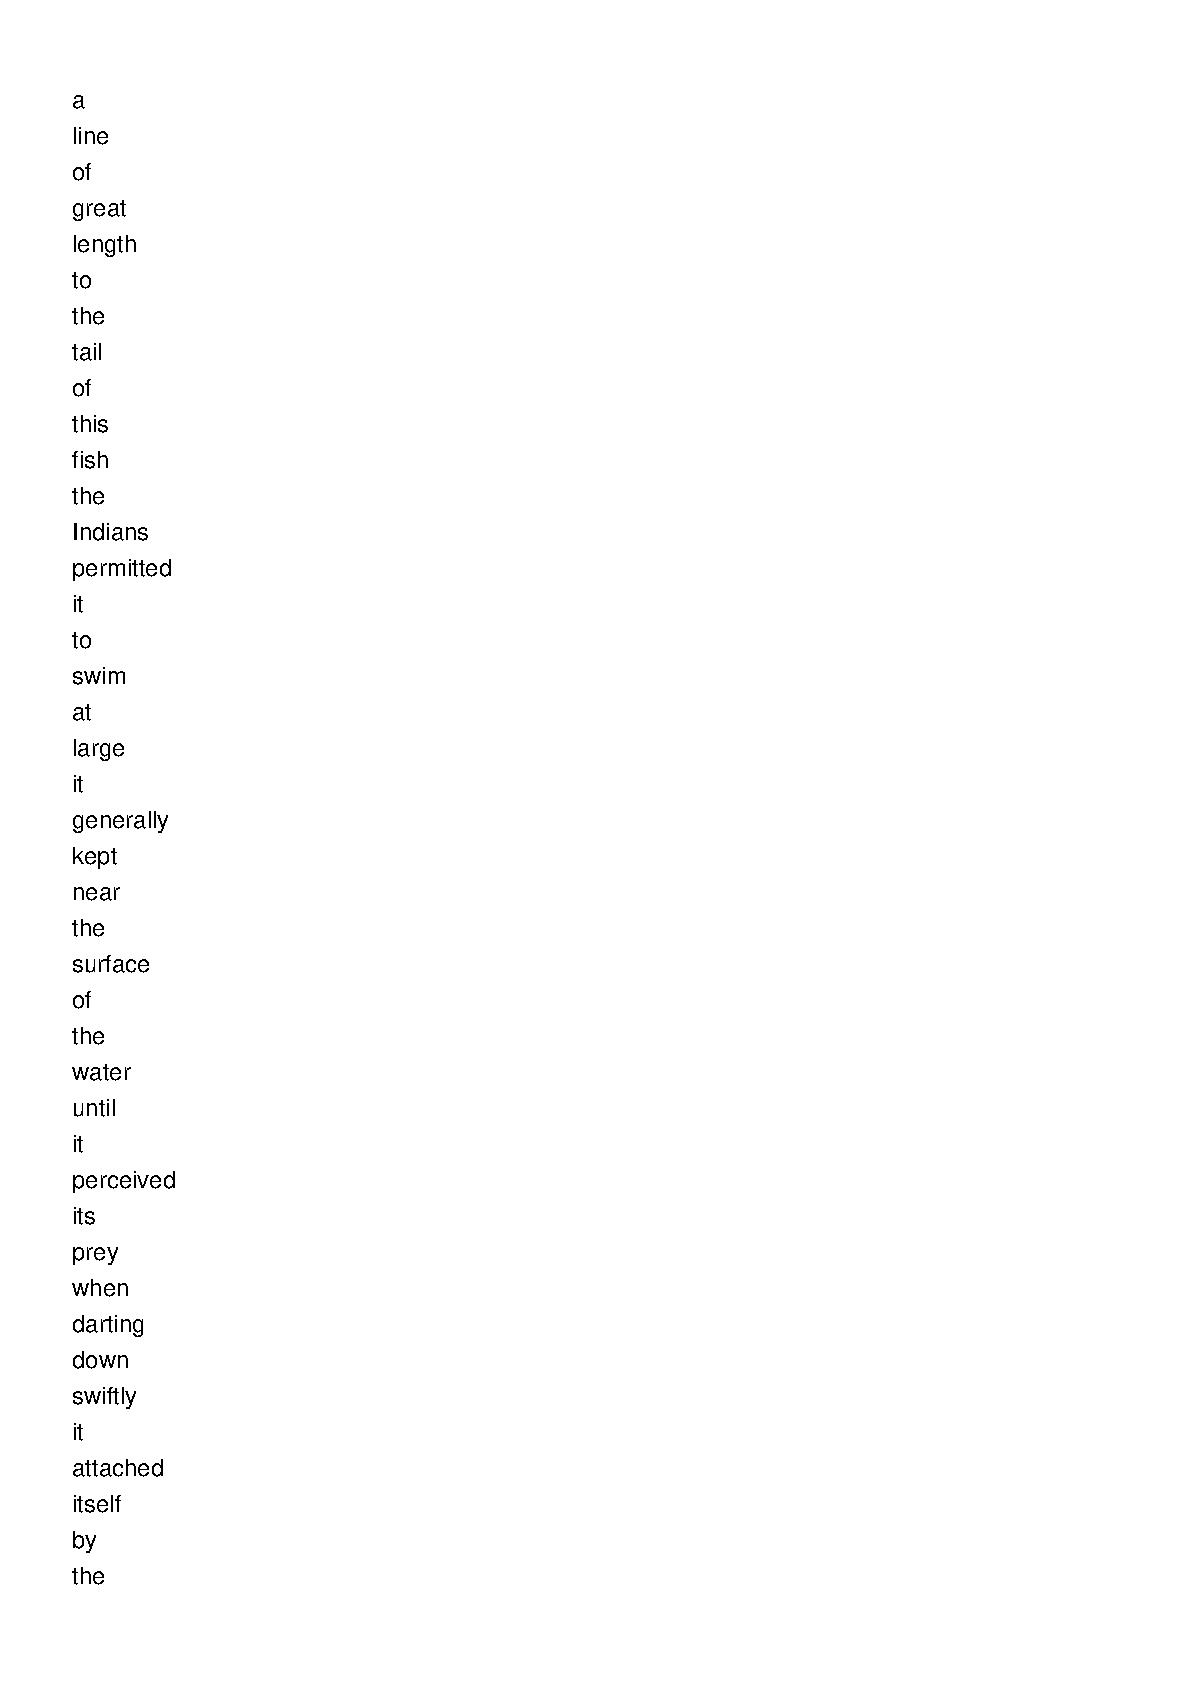 a
line
of
great
length
to
the
tail
of
this
fish
the
Indians
permitted
it
to
swim
at
large
it
generally
kept
near
the
surface
of
the
water
until
it
perceived
its
prey
when
darting
down
swiftly
it
attached
itself
by
the